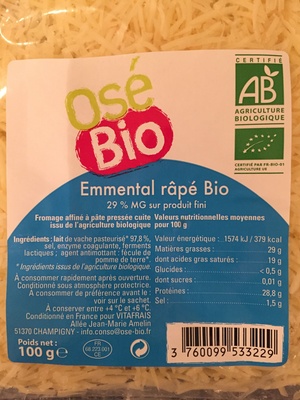 CERTIFIÉ
AB
AGRICULTURE
BIOLOGIQUE
CERTIFIÉ PAR FR-BIO-01
AGRICULTURE UE
Osé
Bio
Emmental râpé Bio
29 % MG sur produit fini
Fromage affiné à pâte pressée cuite
issu de l'agriculture biologique
Ingrédients : lait de vache pasteurisé* 97,8 %,
sel, enzyme coagulante, ferments
lactiques ; agent antimottant : fécule de
pomme de terre*.
* Ingrédients issus de l'agriculture biologique.
Valeurs nutritionnelles moyennes
pour 100 g
Valeur énergétique : 1574 kJ / 379 kcal
Matières grasses : 29 g
dont acides gras saturés : 19 g
Glucides : < 0,5 g
dont sucres : 0,01 g
Protéines : 28,8 g
Sel : 1,5 g
A consommer rapidement après ouverture.
Conditionné sous atmosphère protectrice.
A consommer de préférence avant le :
voir sur le sachet.
A conserver entre +4 °C et +6 °C.
Conditionné en France pour VITAFRAIS
Allée Jean-Marie Amelin
51370 CHAMPIGNY - info.conso@ose-bio.fr
Poids net :
100 g e
FR
CE
3 760099 533229